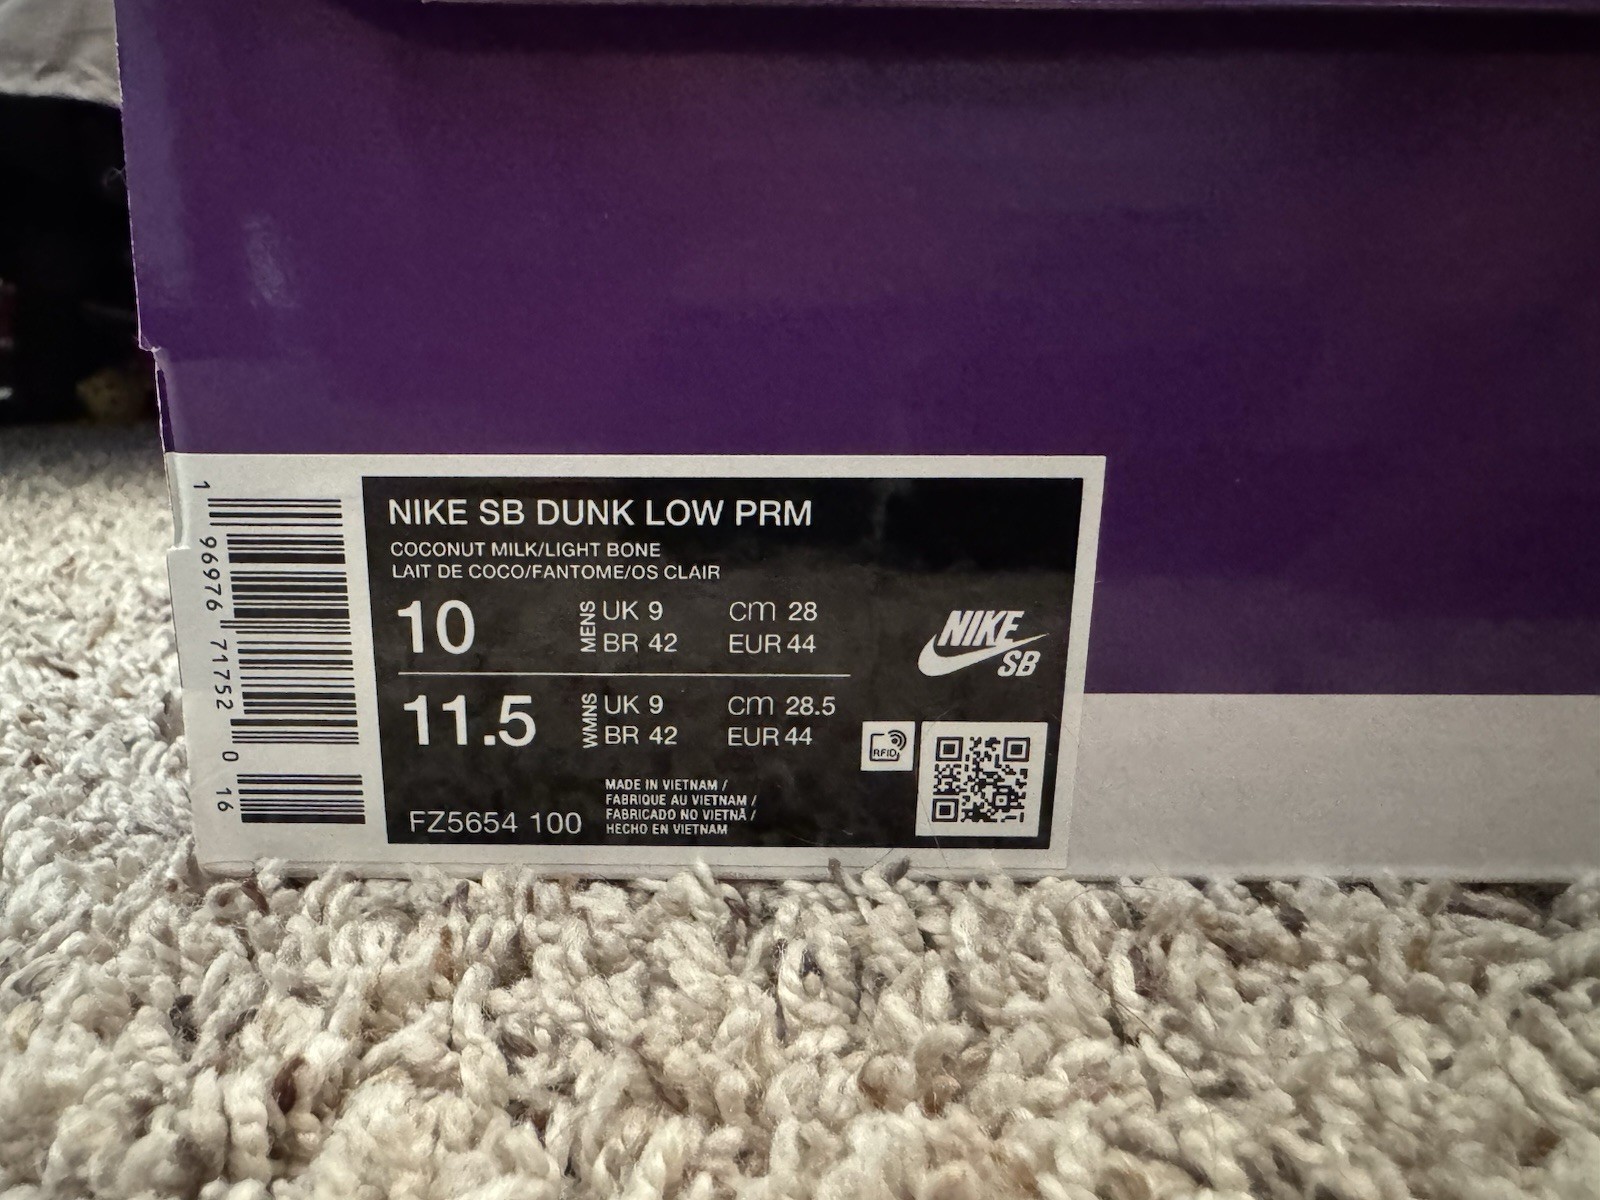 NIKE SB DUNK LOW PRM
COCONUT MILK/LIGHT BONE
LAIT DE COCO/FANTOME/OS CLAIR
10 MENS UK 9 cm 28
BR 42 EUR 44
11.5 WMNS UK 9 cm 28.5
BR 42 EUR 44
FZ5654 100
MADE IN VIETNAM /
FABRIQUE AU VIETNAM /
FABRICADO NO VIETNÃ /
HECHO EN VIETNAM
NIKE
SB
RFID
1 96976 71752 0 16